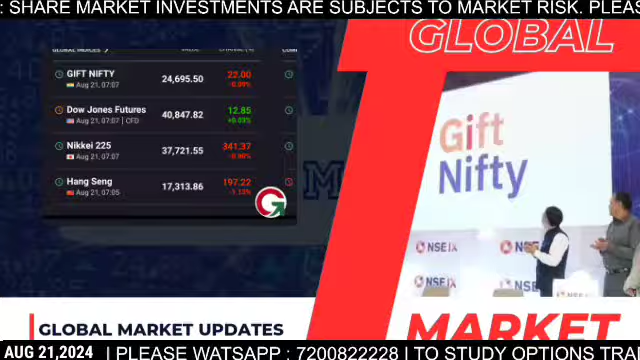 : SHARE MARKET INVESTMENTS ARE SUBJECTS TO MARKET RISK. PLEAS
GLOBAL
GLOBAL INDICES
VALUE
CHANGE (%)
GIFT NIFTY
Aug 21, 07:07
24,695.50
22.00
-0.09%
Dow Jones Futures
Aug 21, 07:07 | CFD
40,847.82
12.85
+0.03%
Nikkei 225
Aug 21, 07:07
37,721.55
341.37
-0.90%
Hang Seng
Aug 21, 07:05
17,313.86
197.22
-1.13%
G
Gift
Nifty
NSE IX
NSE
NSE IX
GLOBAL MARKET UPDATES
MARKET
AUG 21,2024
| PLEASE WATSAPP : 7200822228 | TO STUDY OPTIONS TRA